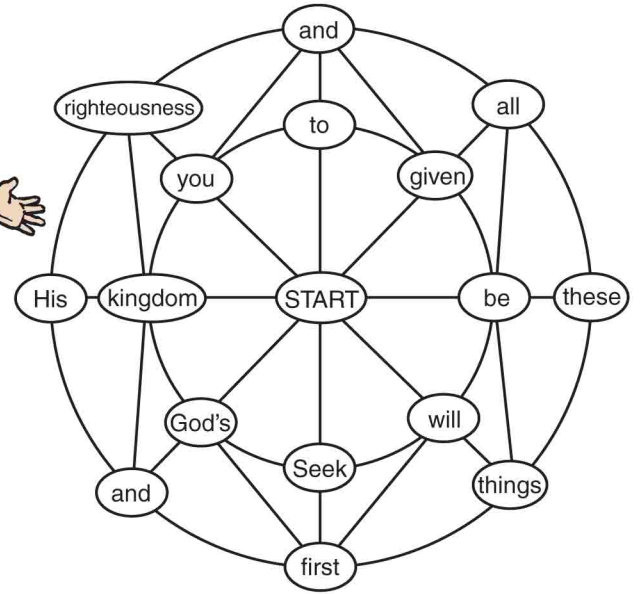 and
righteousness
all
to
you
given
His
kingdom
START
be
these
God's
will
Seek
and
things
first